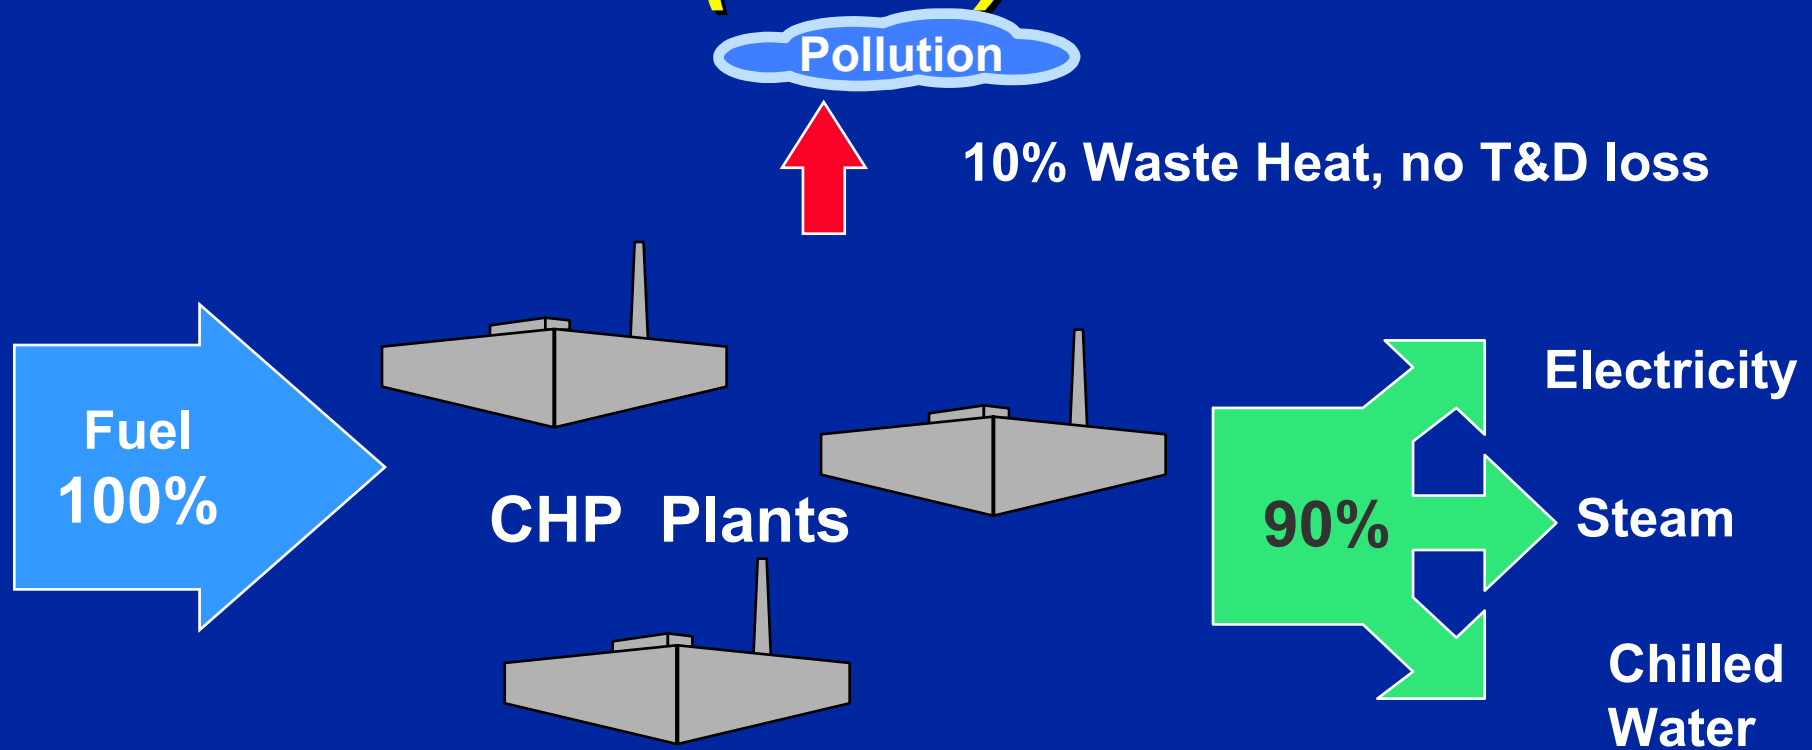 Pollution
10% Waste Heat, no T&D loss
Fuel
100%
CHP Plants
90%
Electricity
Steam
Chilled
Water